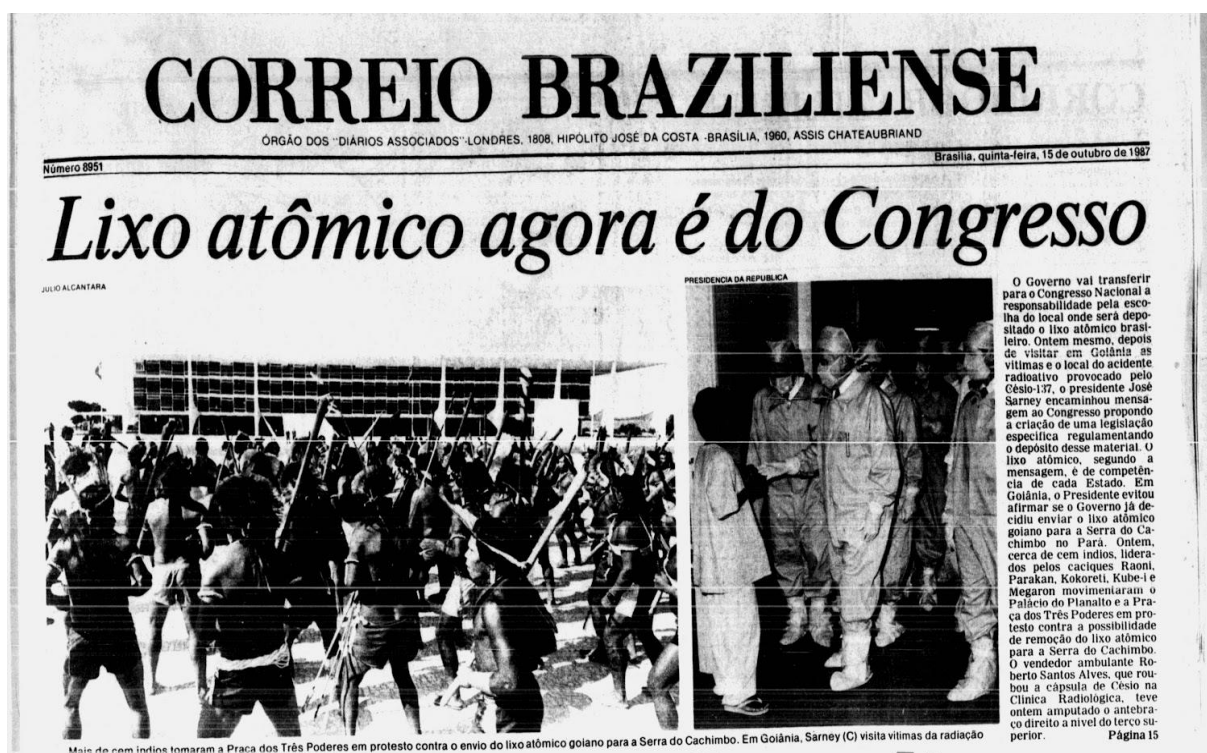 CORREIO BRAZILIENSE
ÓRGÃO DOS "DIÁRIOS ASSOCIADOS"-LONDRES, 1808, HIPÓLITO JOSÉ DA COSTA -BRASÍLIA, 1960, ASSIS CHATEAUBRIAND
Número 8951
Brasília, quinta-feira, 15 de outubro de 1987
Lixo atômico agora é do Congresso
JULIO ALCANTARA
PRESIDENCIA DA REPUBLICA
O Governo vai transferir
para o Congresso Nacional a
responsabilidade pela esco-
lha do local onde será depo-
sitado o lixo atômico brasi-
leiro. Ontem mesmo, depois
de visitar em Goiânia as
vítimas e o local do acidente
radioativo provocado pelo
Césio-137, o presidente José
Sarney encaminhou mensa-
gem ao Congresso propondo
a criação de uma legislação
específica regulamentando
o depósito desse material. O
lixo atômico, segundo a
mensagem, é de competên-
cia de cada Estado. Em
Goiânia, o Presidente evitou
afirmar se o Governo já de-
cidiu enviar o lixo atômico
goiano para a Serra do Ca-
chimbo no Pará. Ontem,
cerca de cem índios, lidera-
dos pelos caciques Raoni,
Parakan, Kokoreti, Kube-i e
Megaron movimentaram o
Palácio do Planalto e a Pra-
ça dos Três Poderes em pro-
testo contra a possibilidade
de remoção do lixo atômico
para a Serra do Cachimbo.
O vendedor ambulante Ro-
berto Santos Alves, que rou-
bou a cápsula de Césio na
Clínica Radiológica, teve
ontem amputado o antebra-
ço direito a nível do terço su-
perior. Página 15
Mais de cem índios tomaram a Praça dos Três Poderes em protesto contra o envio do lixo atômico goiano para a Serra do Cachimbo. Em Goiânia, Sarney (C) visita vítimas da radiação